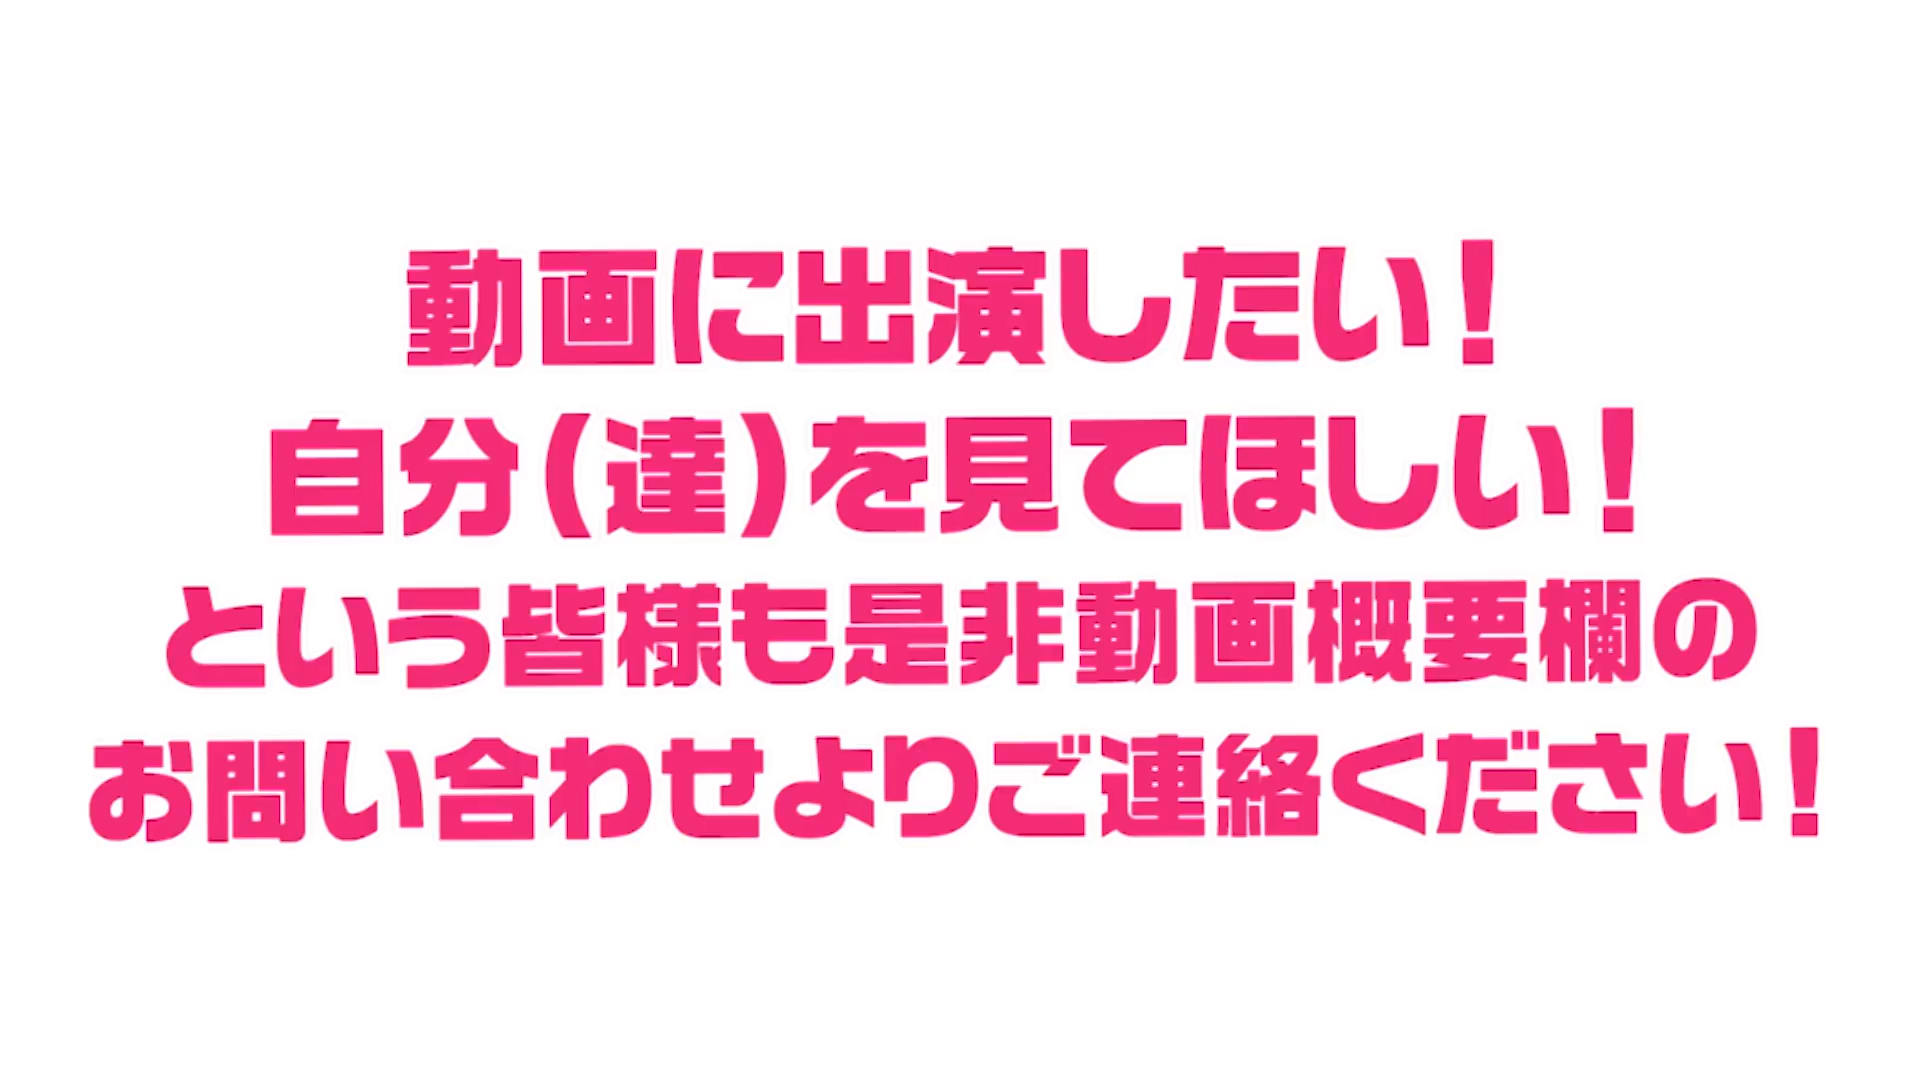 動画に出演したい!
自分(達)を見てほしい!
という皆様も是非動画概要欄の
お問い合わせよりご連絡ください!